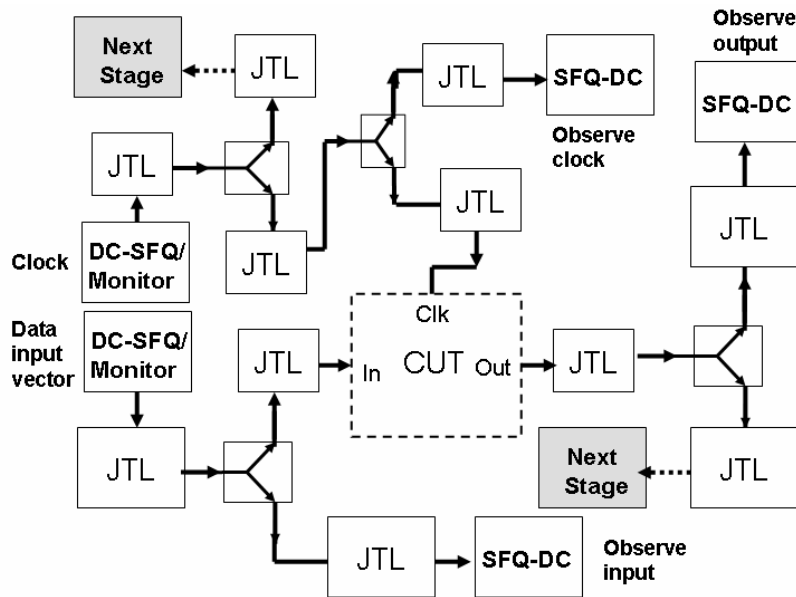 Next
Stage
JTL
JTL
SFQ-DC
Observe
clock
Observe
output
SFQ-DC
JTL
JTL
JTL
JTL
Clock
DC-SFQ/
Monitor
Data
input
vector
DC-SFQ/
Monitor
JTL
Clk
In
CUT
Out
JTL
JTL
Next
Stage
JTL
JTL
SFQ-DC
Observe
input